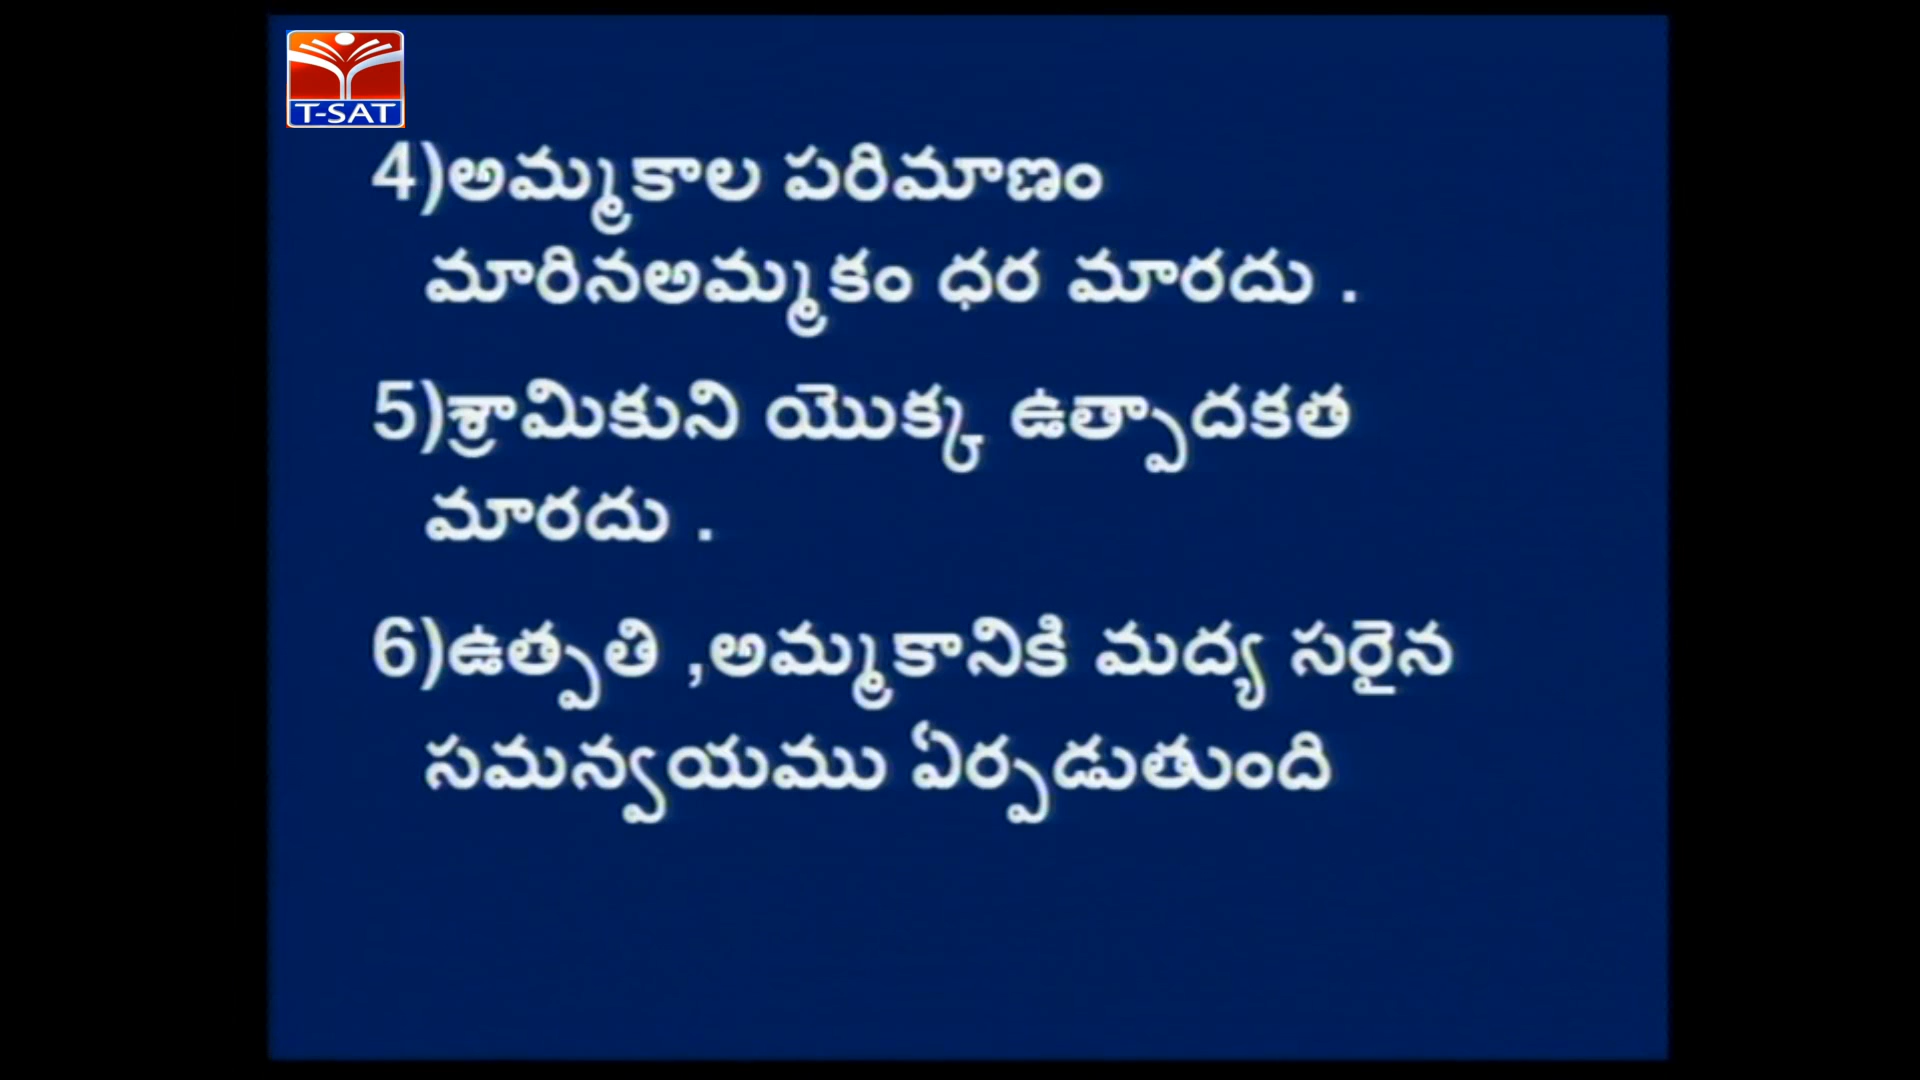 T-SAT
4)అమ్మకాల పరిమాణం
మారినఅమ్మకం ధర మారదు .
5)శ్రామికుని యొక్క ఉత్పాదకత
మారదు .
6)ఉత్పతి ,అమ్మకానికి మద్య సరైన
సమన్వయము ఏర్పడుతుంది